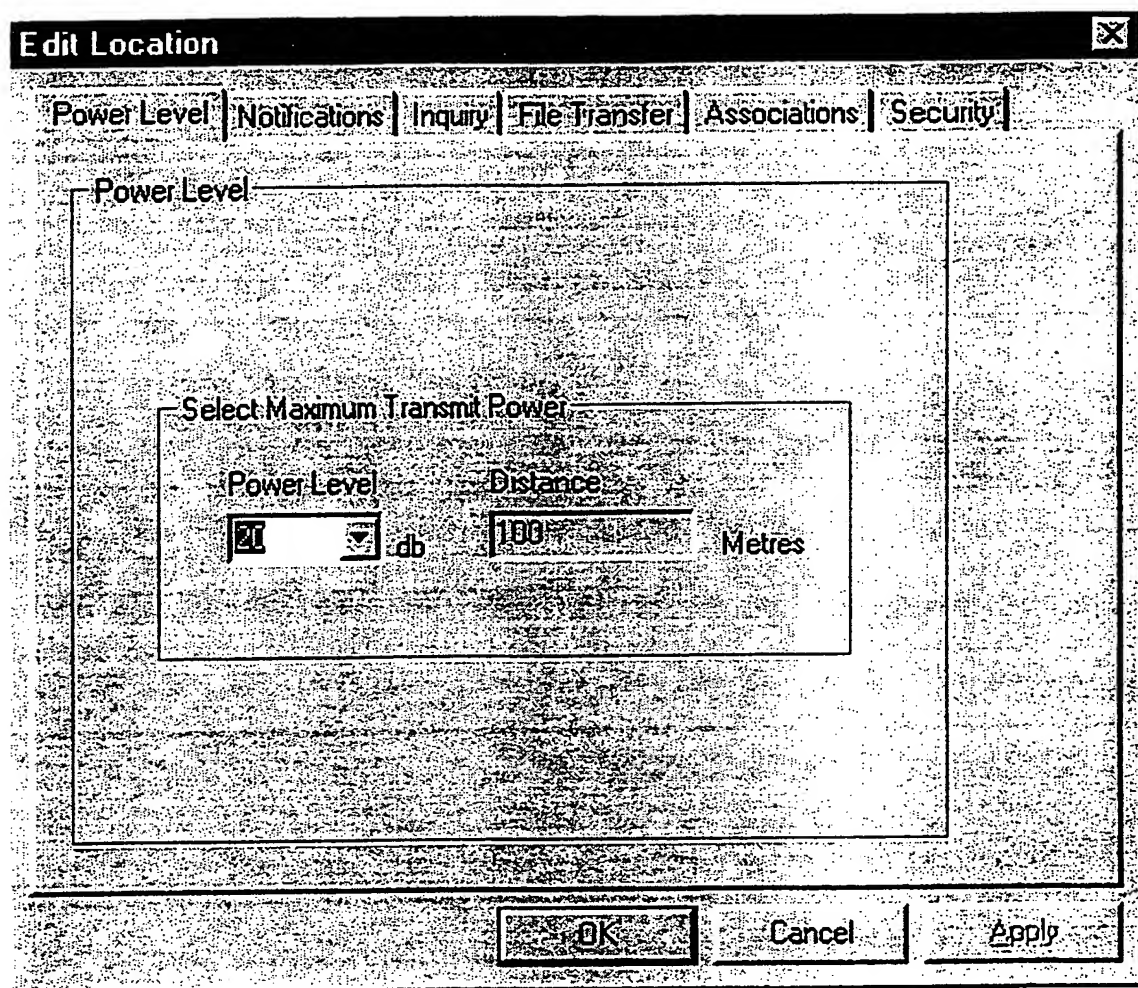 Edit Location
Power Level Notifications Inquiry File Transfer Associations Security
Power Level
Select Maximum Transmit Power
Power Level Distance
db 100 Metres
OK Cancel Apply